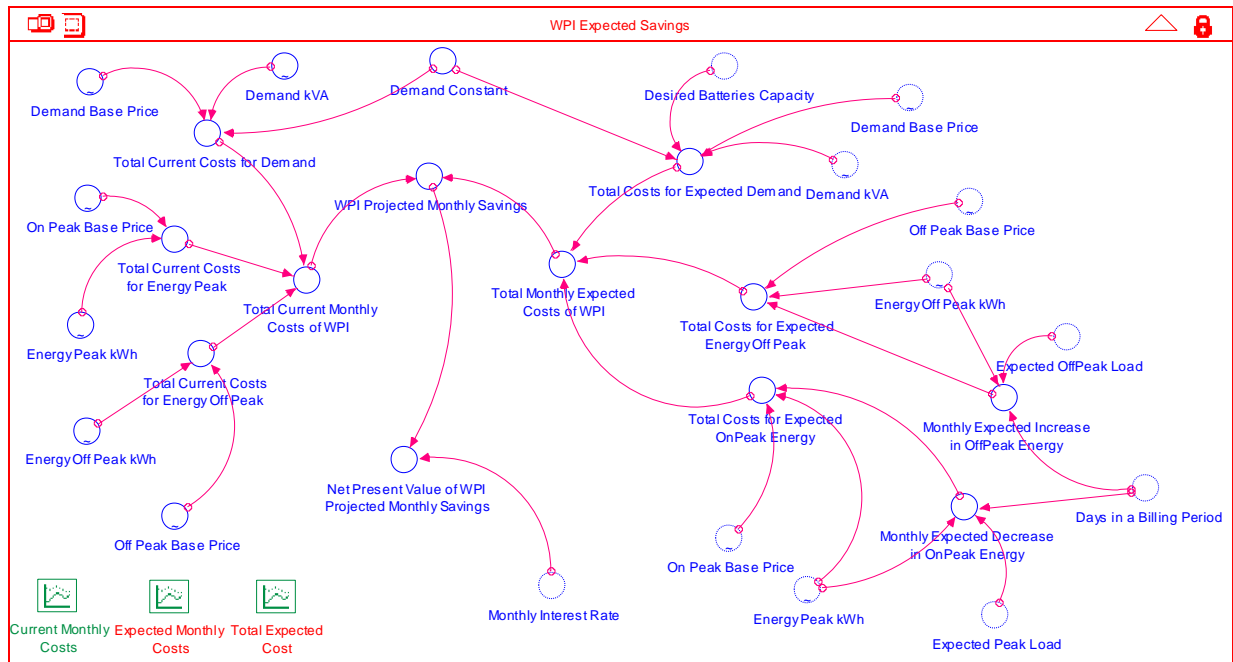 WPI Expected Savings
Demand Base Price
Demand kVA
Demand Constant
Desired Batteries Capacity
Demand Base Price
Total Current Costs for Demand
Total Costs for Expected Demand
Demand kVA
On Peak Base Price
WPI Projected Monthly Savings
Off Peak Base Price
Total Current Costs
for Energy Peak
Total Current Monthly
Costs of WPI
Total Monthly Expected
Costs of WPI
Energy Off Peak kWh
Total Costs for Expected
Energy Off Peak
Energy Peak kWh
Expected OffPeak Load
Total Current Costs
for Energy Off Peak
Total Costs for Expected
OnPeak Energy
Monthly Expected Increase
in OffPeak Energy
Energy Off Peak kWh
Net Present Value of WPI
Projected Monthly Savings
Days in a Billing Period
Off Peak Base Price
Monthly Expected Decrease
in OnPeak Energy
On Peak Base Price
Monthly Interest Rate
Energy Peak kWh
Expected Peak Load
Current Monthly
Costs
Expected Monthly
Costs
Total Expected
Cost